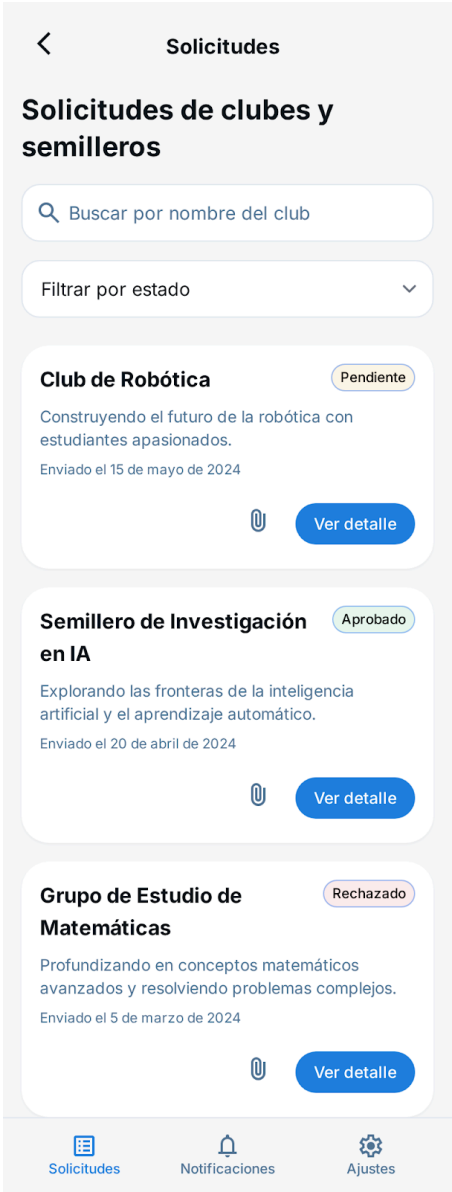 Solicitudes
Solicitudes de clubes y
semilleros
Buscar por nombre del club
Filtrar por estado
Club de Robótica
Pendiente
Construyendo el futuro de la robótica con
estudiantes apasionados.
Enviado el 15 de mayo de 2024
Ver detalle
Semillero de Investigación
en IA
Aprobado
Explorando las fronteras de la inteligencia
artificial y el aprendizaje automático.
Enviado el 20 de abril de 2024
Ver detalle
Grupo de Estudio de
Matemáticas
Rechazado
Profundizando en conceptos matemáticos
avanzados y resolviendo problemas complejos.
Enviado el 5 de marzo de 2024
Ver detalle
Solicitudes
Notificaciones
Ajustes